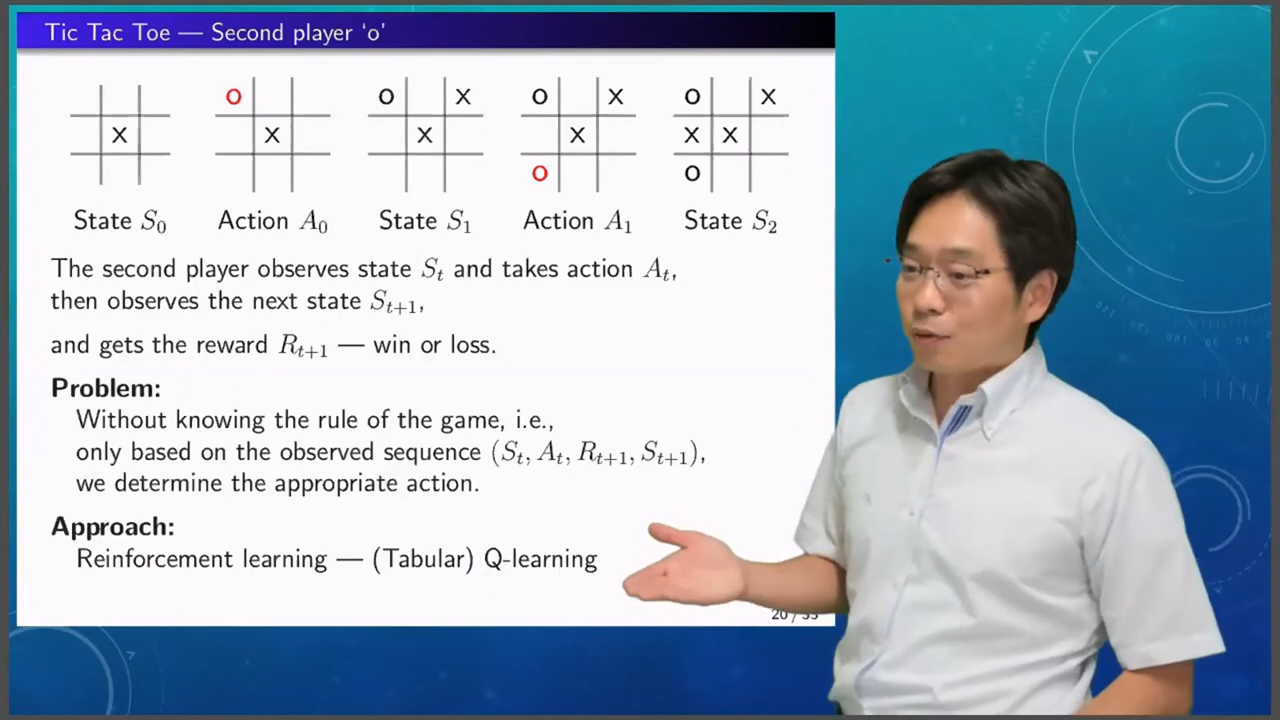 Tic Tac Toe — Second player ‘o’
o o x o x o x
x x x x x x
o o
State S₀ Action A₀ State S₁ Action A₁ State S₂
The second player observes state Sₜ and takes action Aₜ,
then observes the next state Sₜ₊₁,
and gets the reward Rₜ₊₁ — win or loss.
Problem:
Without knowing the rule of the game, i.e.,
only based on the observed sequence (Sₜ, Aₜ, Rₜ₊₁, Sₜ₊₁),
we determine the appropriate action.
Approach:
Reinforcement learning — (Tabular) Q-learning